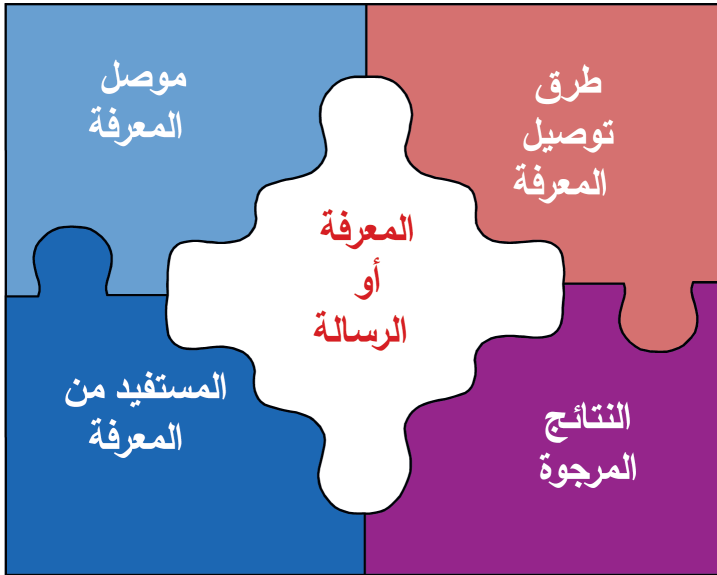 طرق
توصيل
المعرفة
موصل
المعرفة
المعرفة
أو
الرسالة
النتائج
المرجوة
المستفيد من
المعرفة